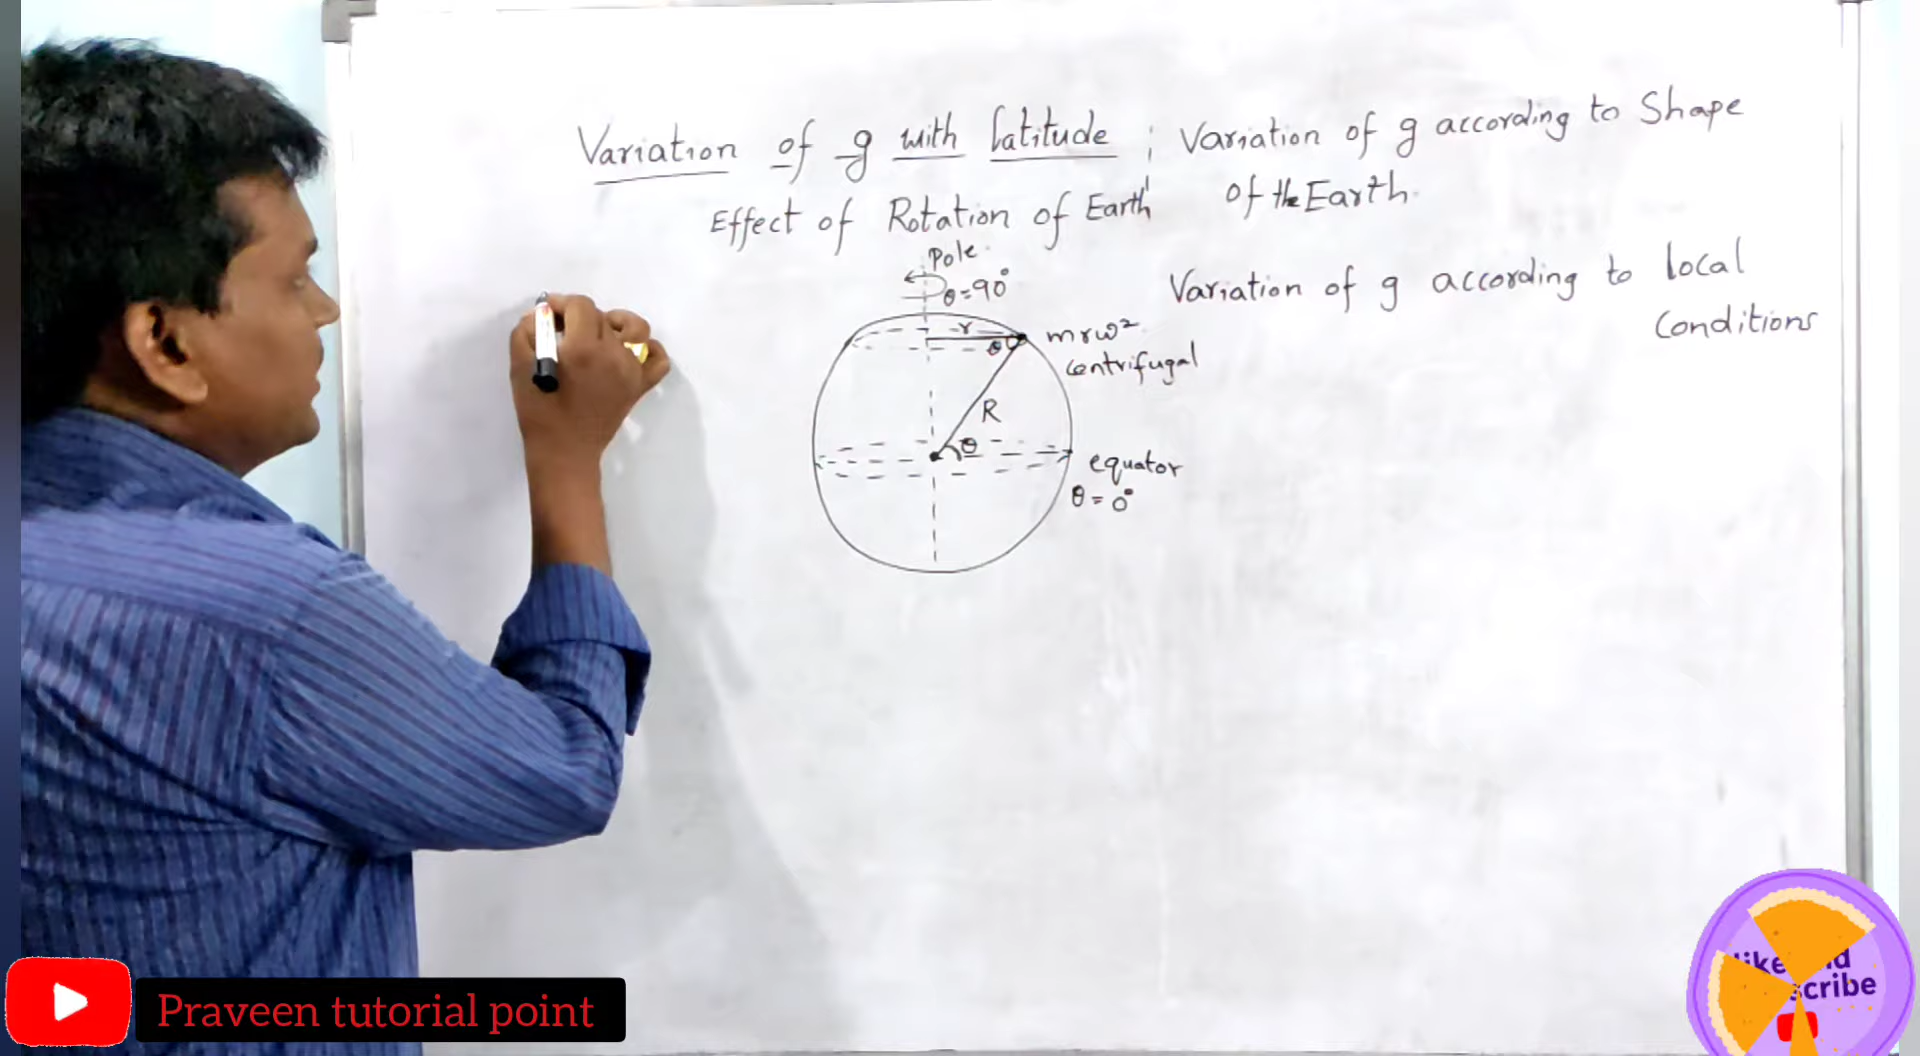 Variation of g with latitude ; Variation of g according to Shape
Effect of Rotation of Earth
of the Earth.
Pole.
θ=90°
Variation of g according to local
Conditions
r
θ
mrω²
Centrifugal
R
θ
equator
θ = 0°
Praveen tutorial point
scribe